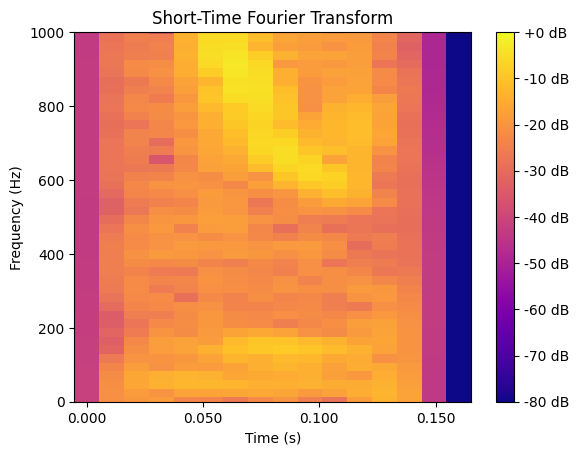 Short-Time Fourier Transform
Frequency (Hz)
1000
800
600
400
200
0
0.000
0.050
0.100
0.150
Time (s)
+0 dB
-10 dB
-20 dB
-30 dB
-40 dB
-50 dB
-60 dB
-70 dB
-80 dB